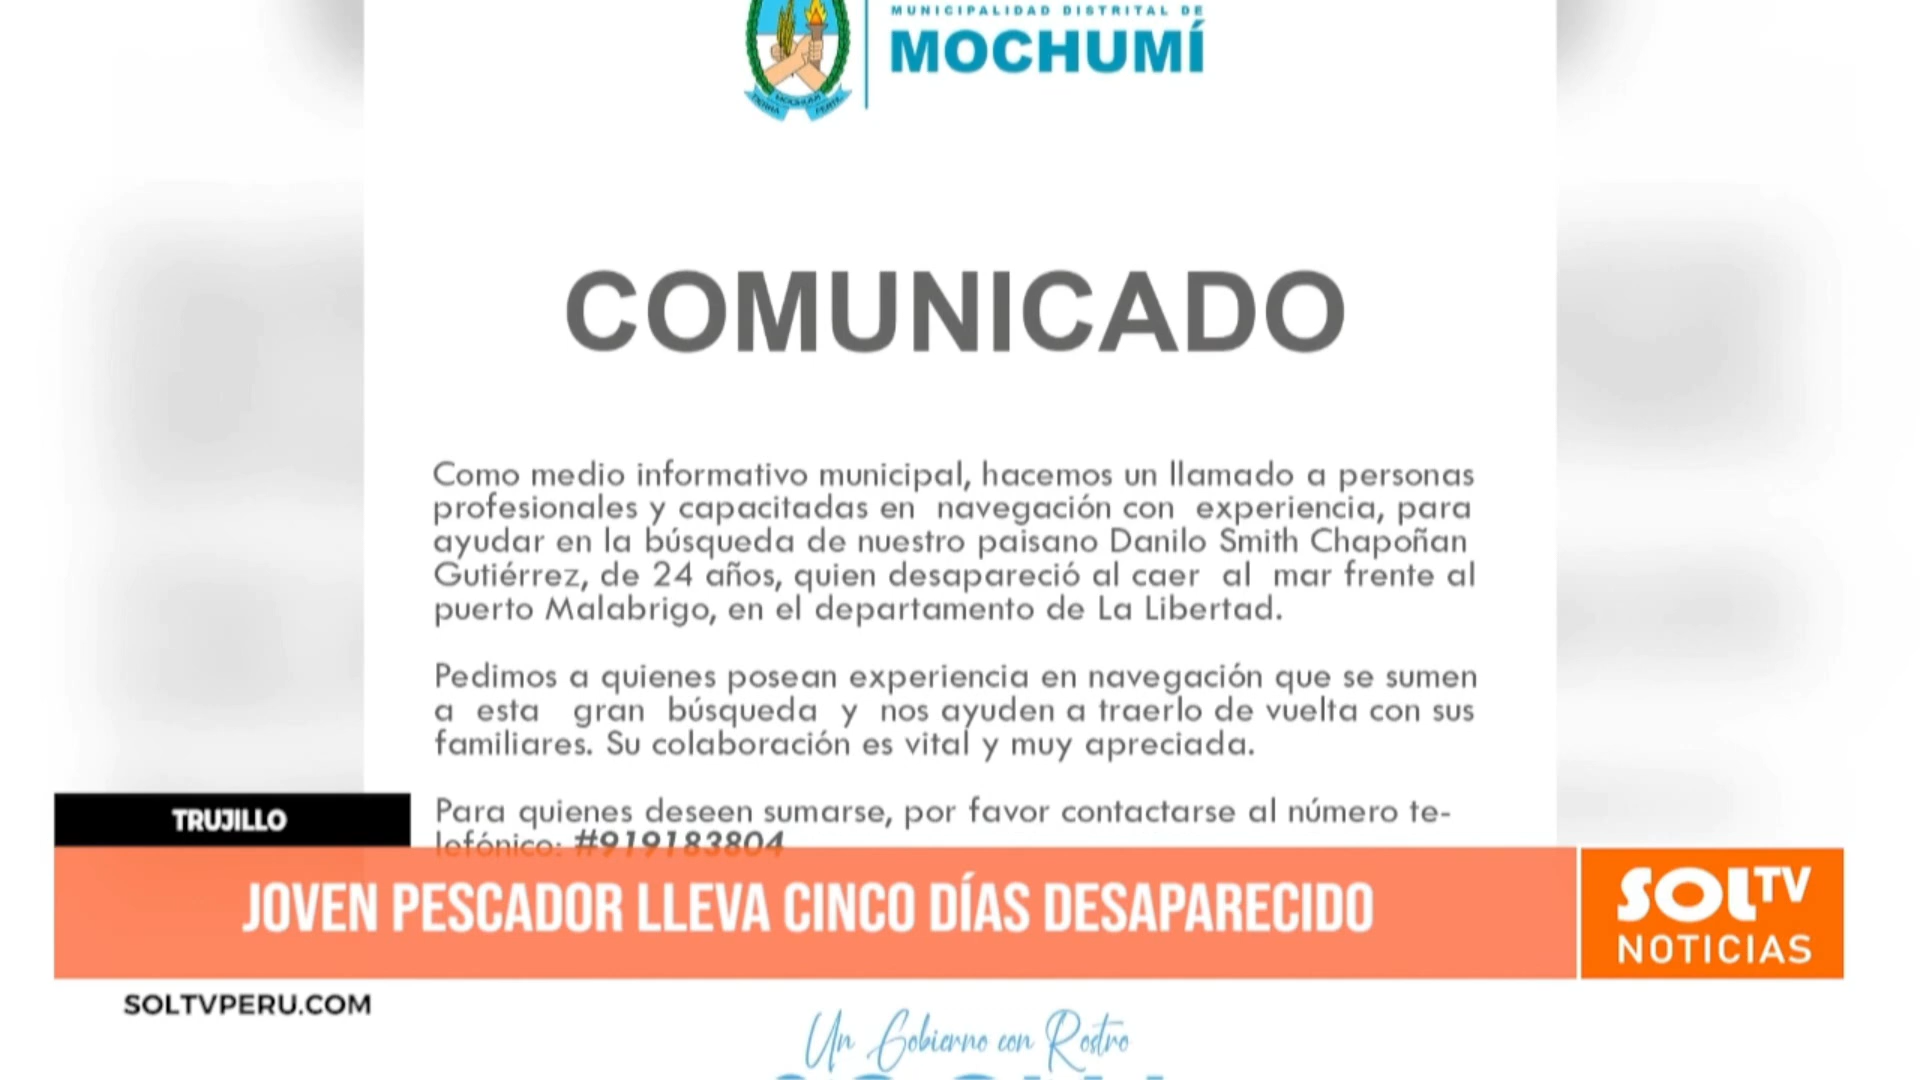 MUNICIPALIDAD DISTRITAL DE
MOCHUMÍ
COMUNICADO
Como medio informativo municipal, hacemos un llamado a personas
profesionales y capacitadas en navegación con experiencia, para
ayudar en la búsqueda de nuestro paisano Danilo Smith Chapoñan
Gutiérrez, de 24 años, quien desapareció al caer al mar frente al
puerto Malabrigo, en el departamento de La Libertad.
Pedimos a quienes posean experiencia en navegación que se sumen
a esta gran búsqueda y nos ayuden a traerlo de vuelta con sus
familiares. Su colaboración es vital y muy apreciada.
Para quienes deseen sumarse, por favor contactarse al número te-
lefónico: #919183804
TRUJILLO
JOVEN PESCADOR LLEVA CINCO DÍAS DESAPARECIDO
SOLTV
NOTICIAS
SOLTVPERU.COM
Un Gobierno con Rostro